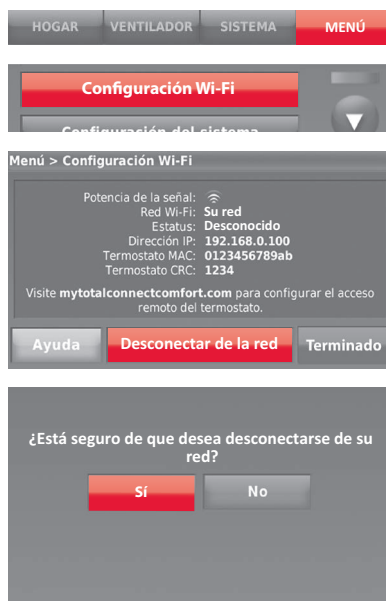 HOGAR VENTILADOR SISTEMA MENÚ
Configuración Wi-Fi
Configuración del sistema
Menú > Configuración Wi-Fi
Potencia de la señal:
Red Wi-Fi: Su red
Estatus: Desconocido
Dirección IP: 192.168.0.100
Termostato MAC: 0123456789ab
Termostato CRC: 1234
Visite mytotalconnectcomfort.com para configurar el acceso
remoto del termostato.
Ayuda Desconectar de la red Terminado
¿Está seguro de que desea desconectarse de su
red?
Sí No